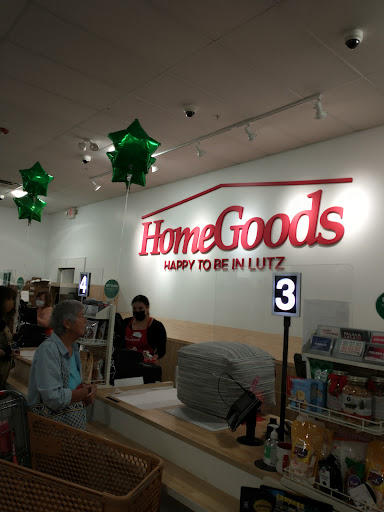 HomeGoods
HAPPY TO BE IN LUTZ
4
3